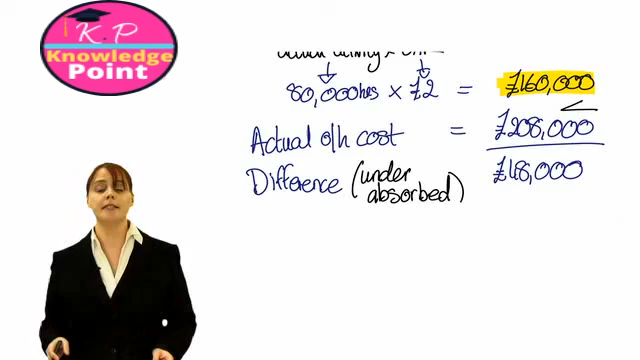 K.P
Knowledge
Point
80,000hrs × £2 = £160,000
Actual o/h cost = £208,000
Difference (under absorbed) £48,000